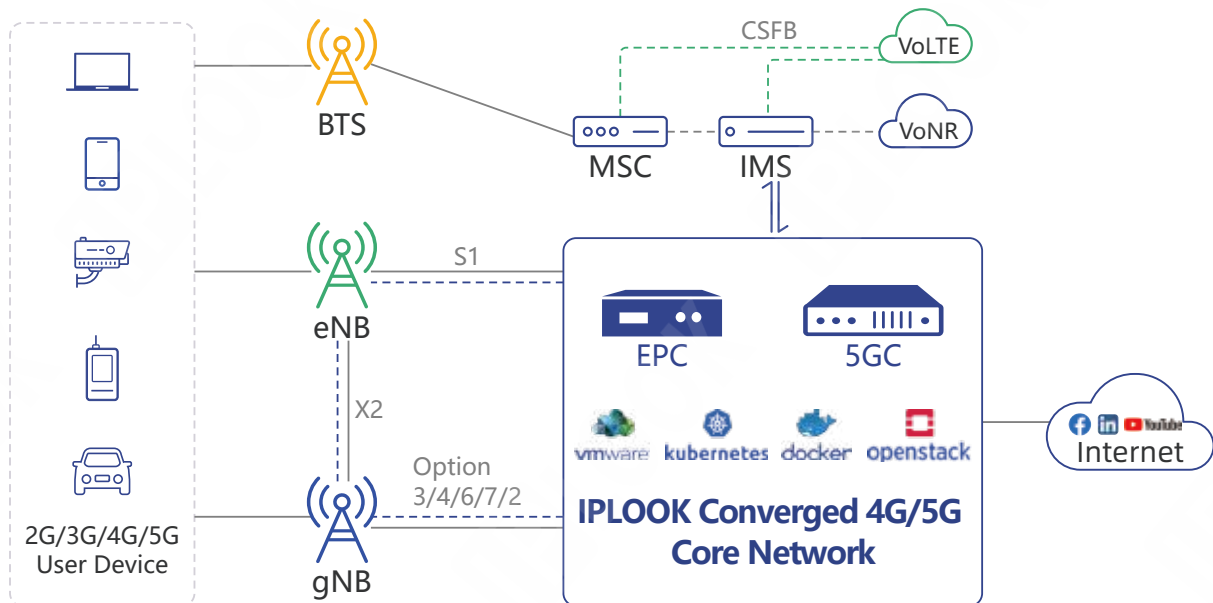 CSFB
VoLTE
BTS
VoNR
MSC
IMS
S1
eNB
EPC
5GC
X2
vmware
kubernetes
docker
openstack
YouTube
Internet
Option
3/4/6/7/2
IPLOOK Converged 4G/5G
Core Network
2G/3G/4G/5G
User Device
gNB